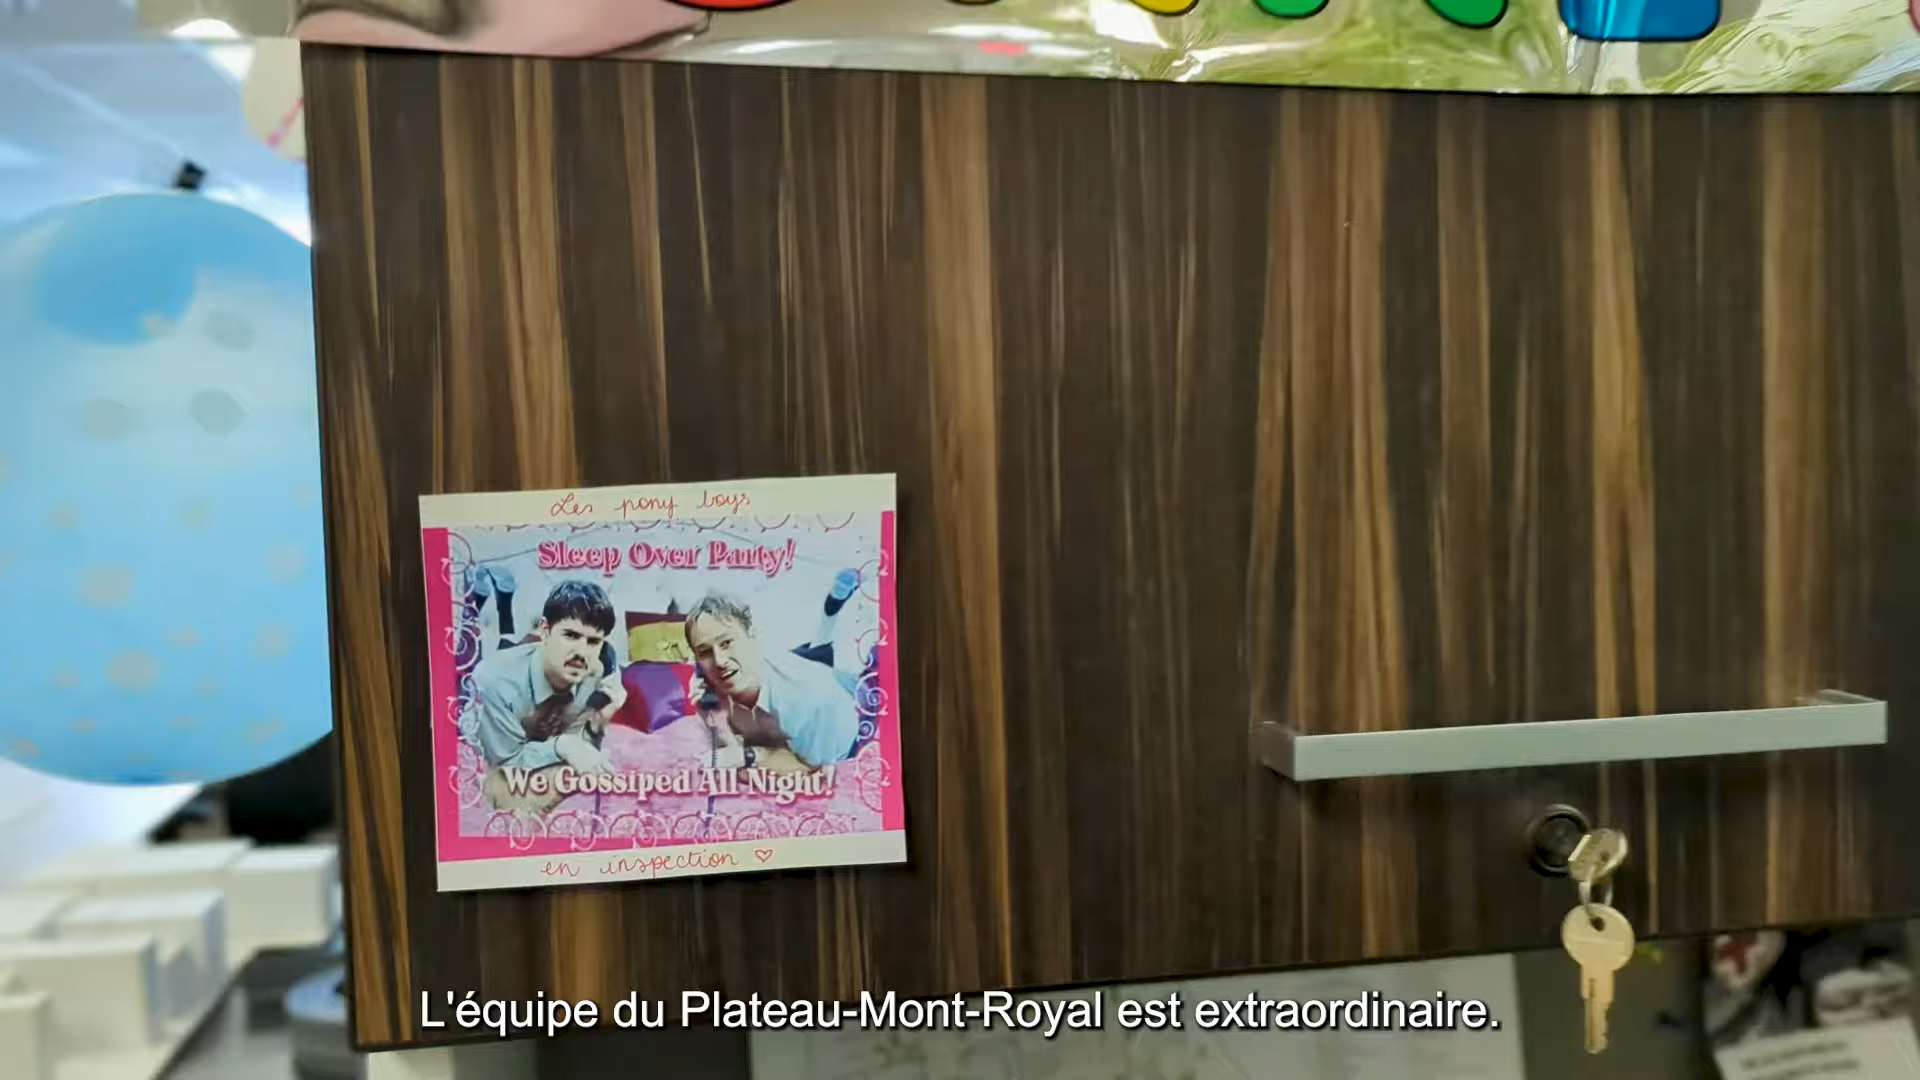 Les pony boys
Sleep Over Party!
We Gossiped All Night!
en inspection ♡
L'équipe du Plateau-Mont-Royal est extraordinaire.